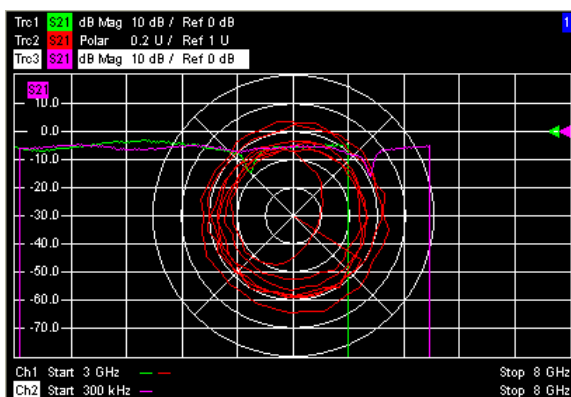 Trc1 S21 dB Mag 10 dB / Ref 0 dB
Trc2 S21 Polar 0.2 U / Ref 1 U
Trc3 S21 dB Mag 10 dB / Ref 0 dB
1
S21
10.0
0.0
-10.0
-20.0
-30.0
-40.0
-50.0
-60.0
-70.0
Ch1 Start 3 GHz Stop 8 GHz
Ch2 Start 300 kHz Stop 8 GHz